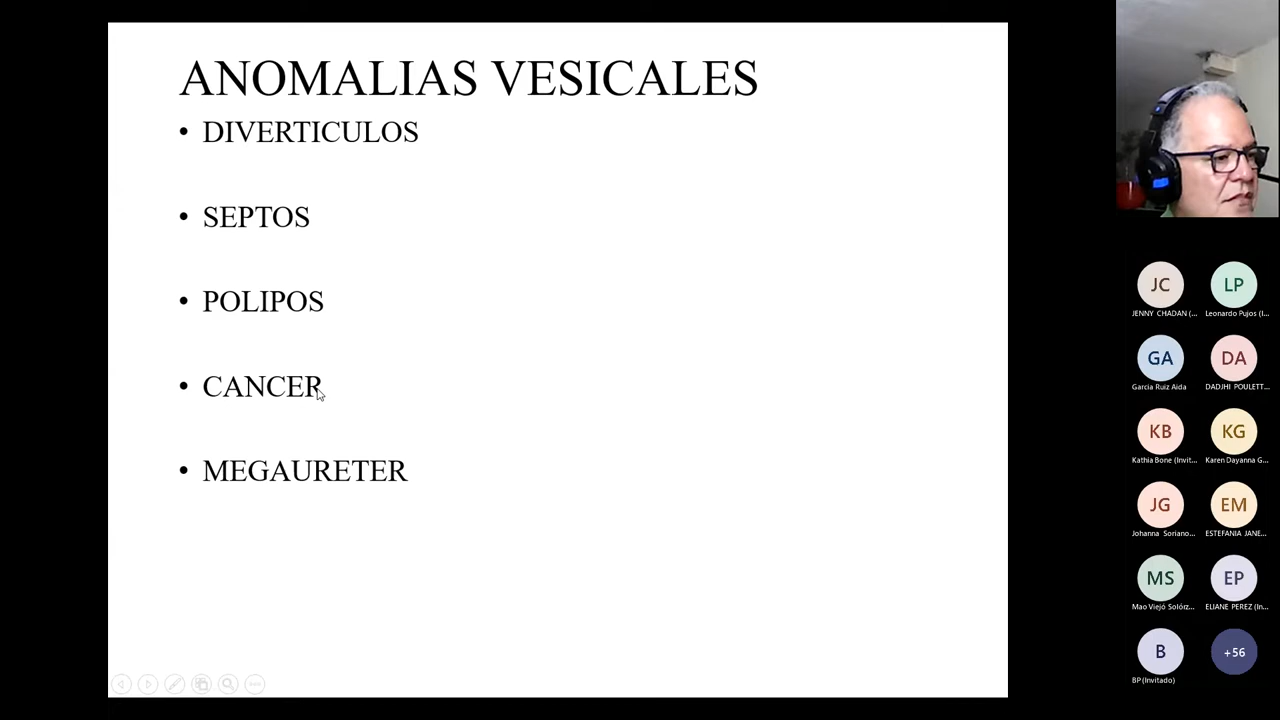 ANOMALIAS VESICALES
• DIVERTICULOS
• SEPTOS
• POLIPOS
• CANCER
• MEGAURETER
JC
LP
JENNY CHADAN (...
Leonardo Pujos (I...
GA
DA
Garcia Ruiz Aida
DADJHI POULETT...
KB
KG
Kathia Bone (Invit...
Karen Dayanna G...
JG
EM
Johanna Soriano...
ESTEFANIA JANE...
MS
EP
Mao Viejó Solórz...
ELIANE PEREZ (In...
B
+56
BP (Invitado)